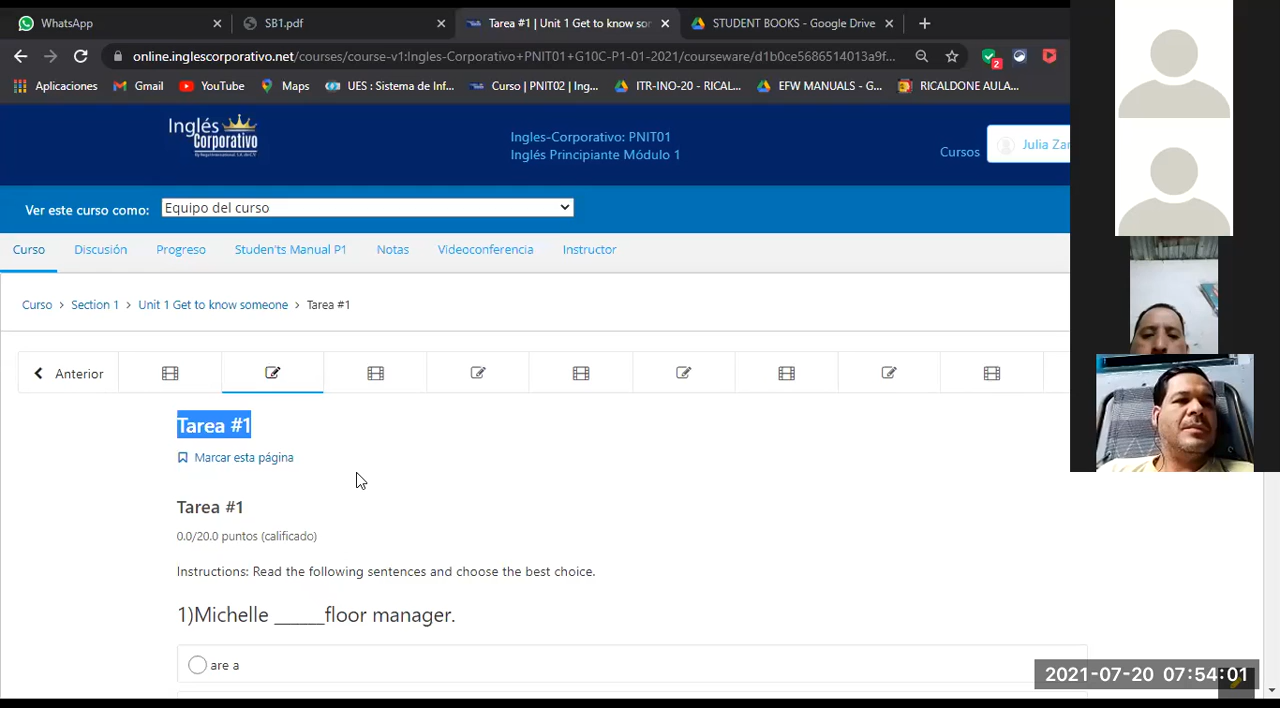 WhatsApp
SB1.pdf
Tarea #1 | Unit 1 Get to know sor
STUDENT BOOKS - Google Drive
online.inglescorporativo.net/courses/course-v1:Ingles-Corporativo+PNIT01+G10C-P1-01-2021/courseware/d1b0ce5686514013a9f...
2
Aplicaciones
Gmail
YouTube
Maps
UES : Sistema de Inf...
Curso | PNIT02 | Ing...
ITR-INO-20 - RICAL...
EFW MANUALS - G...
RICALDONE AULA...
Inglés
Corporativo
Ingles-Corporativo: PNIT01
Inglés Principiante Módulo 1
Cursos
Julia Zar
Ver este curso como:
Equipo del curso
Curso
Discusión
Progreso
Studen'ts Manual P1
Notas
Videoconferencia
Instructor
Curso > Section 1 > Unit 1 Get to know someone > Tarea #1
Anterior
Tarea #1
Marcar esta página
Tarea #1
0.0/20.0 puntos (calificado)
Instructions: Read the following sentences and choose the best choice.
1)Michelle ______floor manager.
are a
2021-07-20 07:54:01